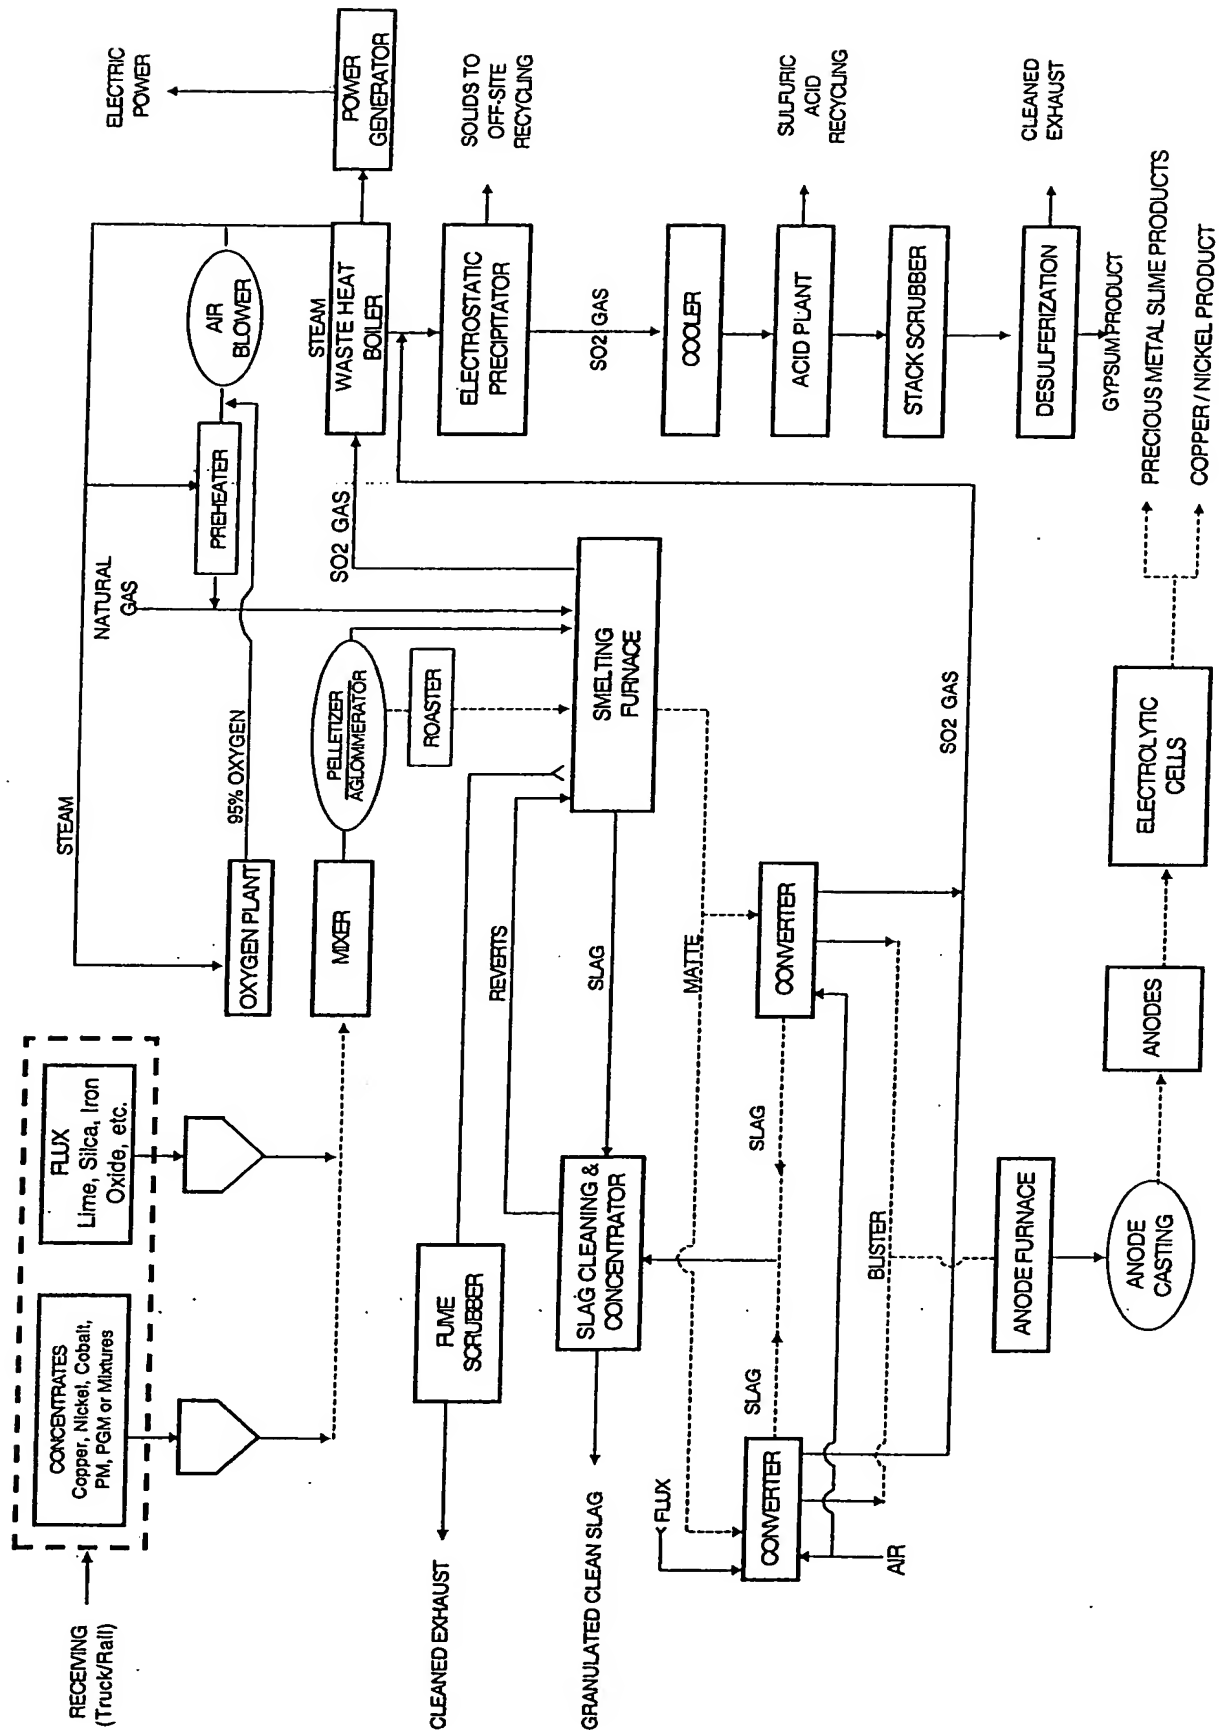 RECEIVING
(Truck/Rail)
CONCENTRATES
Copper, Nickel, Cobalt,
PM, PGM or Mixtures
FLUX
Lime, Silca, Iron
Oxide, etc.
STEAM
NATURAL
GAS
95% OXYGEN
OXYGEN PLANT
PREHEATER
AIR
BLOWER
ELECTRIC
POWER
POWER
GENERATOR
MIXER
PELLETIZER
AGLOMMERATOR
ROASTER
SO2 GAS
STEAM
WASTE HEAT
BOILER
CLEANED EXHAUST
FUME
SCRUBBER
REVERTS
SMELTING
FURNACE
ELECTROSTATIC
PRECIPITATOR
SOLIDS TO
OFF-SITE
RECYCLING
GRANULATED CLEAN SLAG
SLAG CLEANING &
CONCENTRATOR
SLAG
SO2 GAS
MATTE
COOLER
FLUX
CONVERTER
SLAG
SLAG
CONVERTER
ACID PLANT
SULFURIC
ACID
RECYCLING
AIR
BLISTER
SO2 GAS
STACK SCRUBBER
ANODE FURNACE
DESULFERIZATION
CLEANED
EXHAUST
GYPSUM PRODUCT
ANODE
CASTING
ANODES
ELECTROLYTIC
CELLS
PRECIOUS METAL SLIME PRODUCTS
COPPER / NICKEL PRODUCT